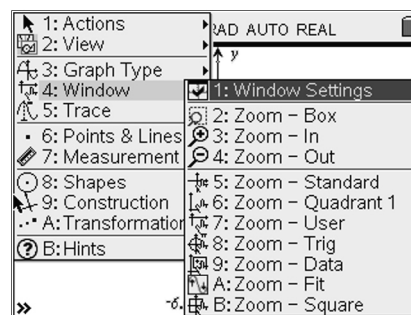 1: Actions
2: View
3: Graph Type
4: Window
5: Trace
6: Points & Lines
7: Measurement
8: Shapes
9: Construction
A: Transformation
B: Hints
RAD AUTO REAL
y
1: Window Settings
2: Zoom – Box
3: Zoom – In
4: Zoom – Out
5: Zoom – Standard
6: Zoom – Quadrant 1
7: Zoom – User
8: Zoom – Trig
9: Zoom – Data
A: Zoom – Fit
B: Zoom – Square
»
-6.